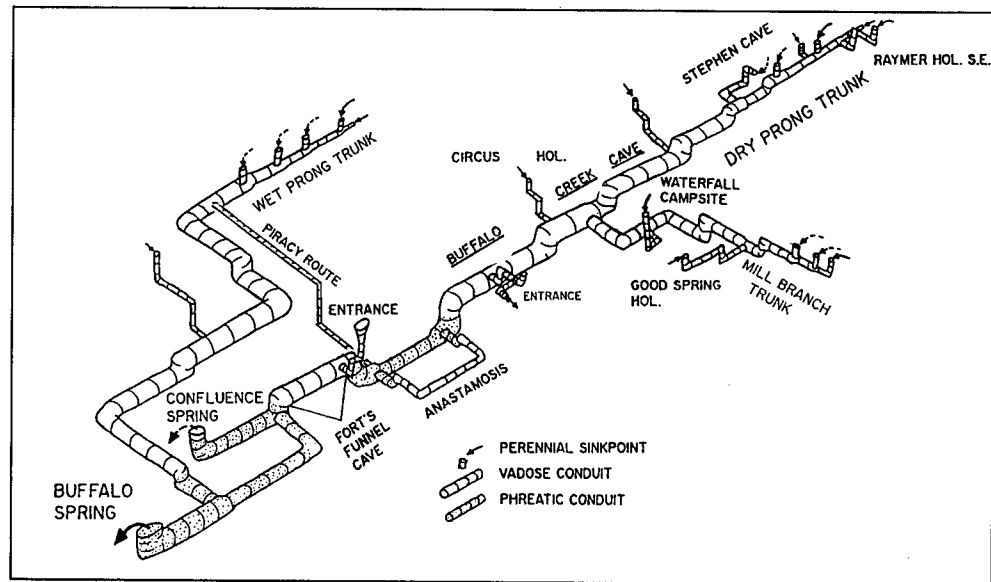 STEPHEN CAVE
RAYMER HOL. S.E.
DRY PRONG TRUNK
WET PRONG TRUNK
CIRCUS HOL.
BUFFALO CREEK CAVE
WATERFALL
CAMPSITE
PIRACY ROUTE
ENTRANCE
ENTRANCE
GOOD SPRING
HOL.
MILL BRANCH
TRUNK
ANASTAMOSIS
CONFLUENCE
SPRING
FORT'S
FUNNEL
CAVE
BUFFALO
SPRING
PERENNIAL SINKPOINT
VADOSE CONDUIT
PHREATIC CONDUIT